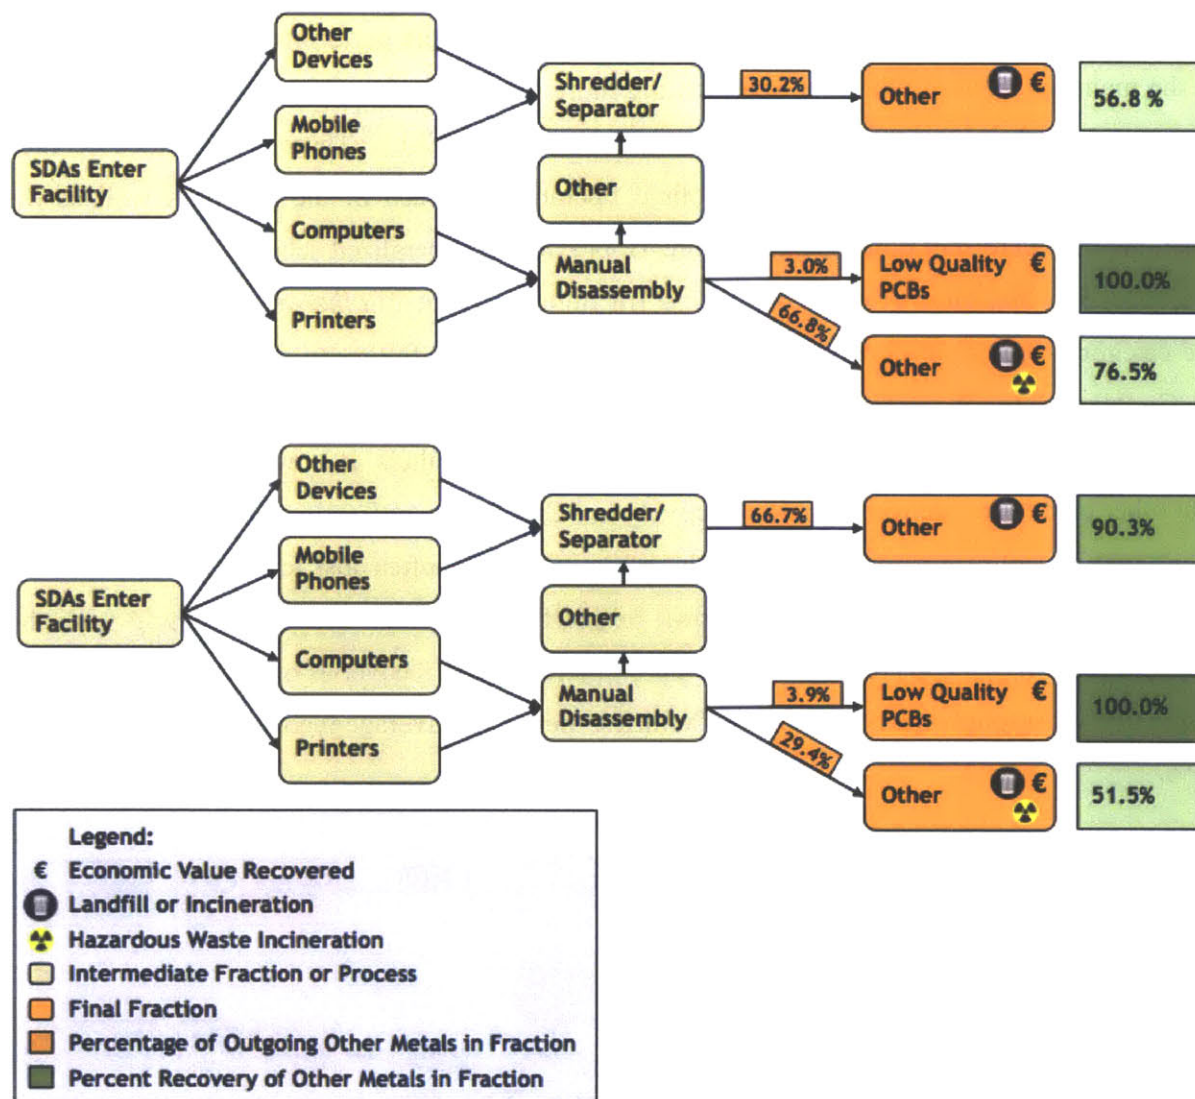 Other
Devices
Mobile
Phones
SDAs Enter
Facility
Computers
Printers
Shredder/
Separator
Other
Manual
Disassembly
30.2%
Other €
56.8 %
3.0%
Low Quality €
PCBs
100.0%
66.8%
Other €
76.5%
Other
Devices
Mobile
Phones
SDAs Enter
Facility
Computers
Printers
Shredder/
Separator
Other
Manual
Disassembly
66.7%
Other €
90.3%
3.9%
Low Quality €
PCBs
100.0%
29.4%
Other €
51.5%
Legend:
€ Economic Value Recovered
Landfill or Incineration
Hazardous Waste Incineration
Intermediate Fraction or Process
Final Fraction
Percentage of Outgoing Other Metals in Fraction
Percent Recovery of Other Metals in Fraction